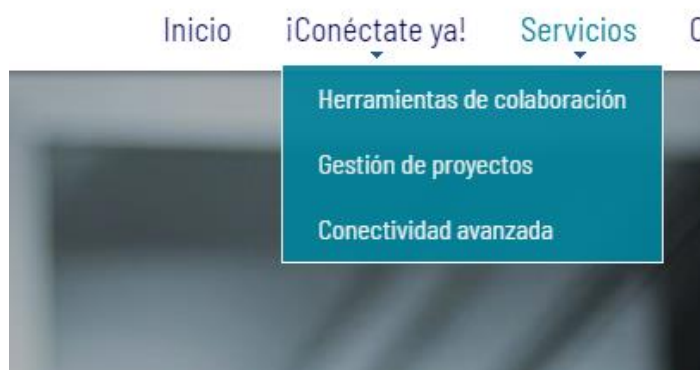 Inicio
¡Conéctate ya!
Servicios
Herramientas de colaboración
Gestión de proyectos
Conectividad avanzada